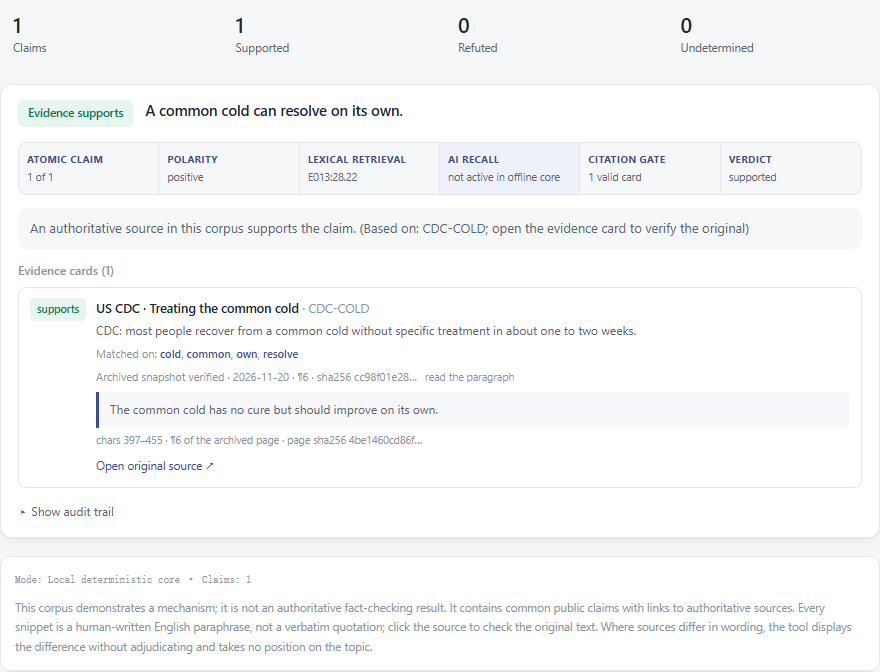 1 1 0 0
Claims Supported Refuted Undetermined
Evidence supports A common cold can resolve on its own.
ATOMIC CLAIM POLARITY LEXICAL RETRIEVAL AI RECALL CITATION GATE VERDICT
1 of 1 positive E013:28.22 not active in offline core 1 valid card supported
An authoritative source in this corpus supports the claim. (Based on: CDC-COLD; open the evidence card to verify the original)
Evidence cards (1)
supports US CDC · Treating the common cold · CDC-COLD
CDC: most people recover from a common cold without specific treatment in about one to two weeks.
Matched on: cold, common, own, resolve
Archived snapshot verified · 2026-11-20 · ¶6 · sha256 cc98f01e28... read the paragraph
The common cold has no cure but should improve on its own.
chars 397–455 · ¶6 of the archived page · page sha256 4be1460cd86f...
Open original source ↗
▸ Show audit trail
Mode: Local deterministic core · Claims: 1
This corpus demonstrates a mechanism; it is not an authoritative fact-checking result. It contains common public claims with links to authoritative sources. Every
snippet is a human-written English paraphrase, not a verbatim quotation; click the source to check the original text. Where sources differ in wording, the tool displays
the difference without adjudicating and takes no position on the topic.